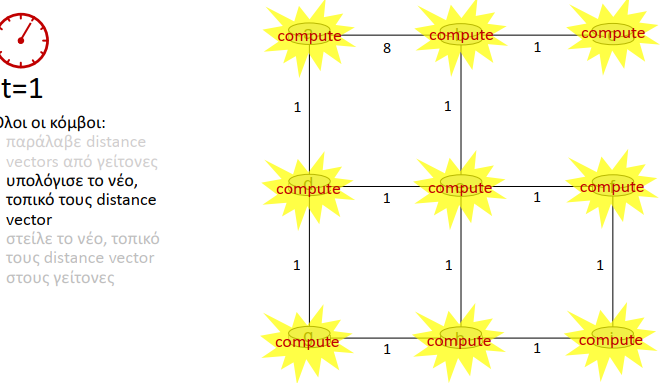 t=1
Όλοι οι κόμβοι:
παράλαβε distance
vectors από γείτονες
υπολόγισε το νέο,
τοπικό τους distance
vector
στείλε το νέο, τοπικό
τους distance vector
στους γείτονες
compute compute compute
8 1
1 1
compute compute compute
1 1
1 1 1
compute compute compute
1 1